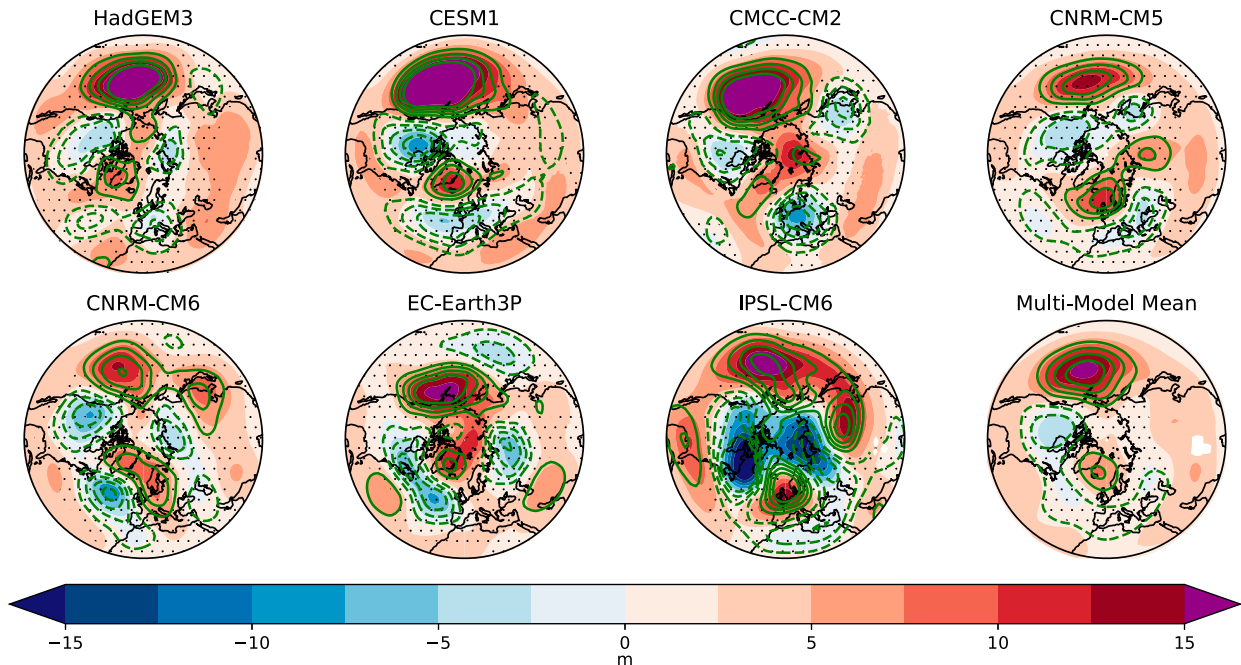 HadGEM3 CESM1 CMCC-CM2 CNRM-CM5
CNRM-CM6 EC-Earth3P IPSL-CM6 Multi-Model Mean
−15 −10 −5 0 5 10 15
m